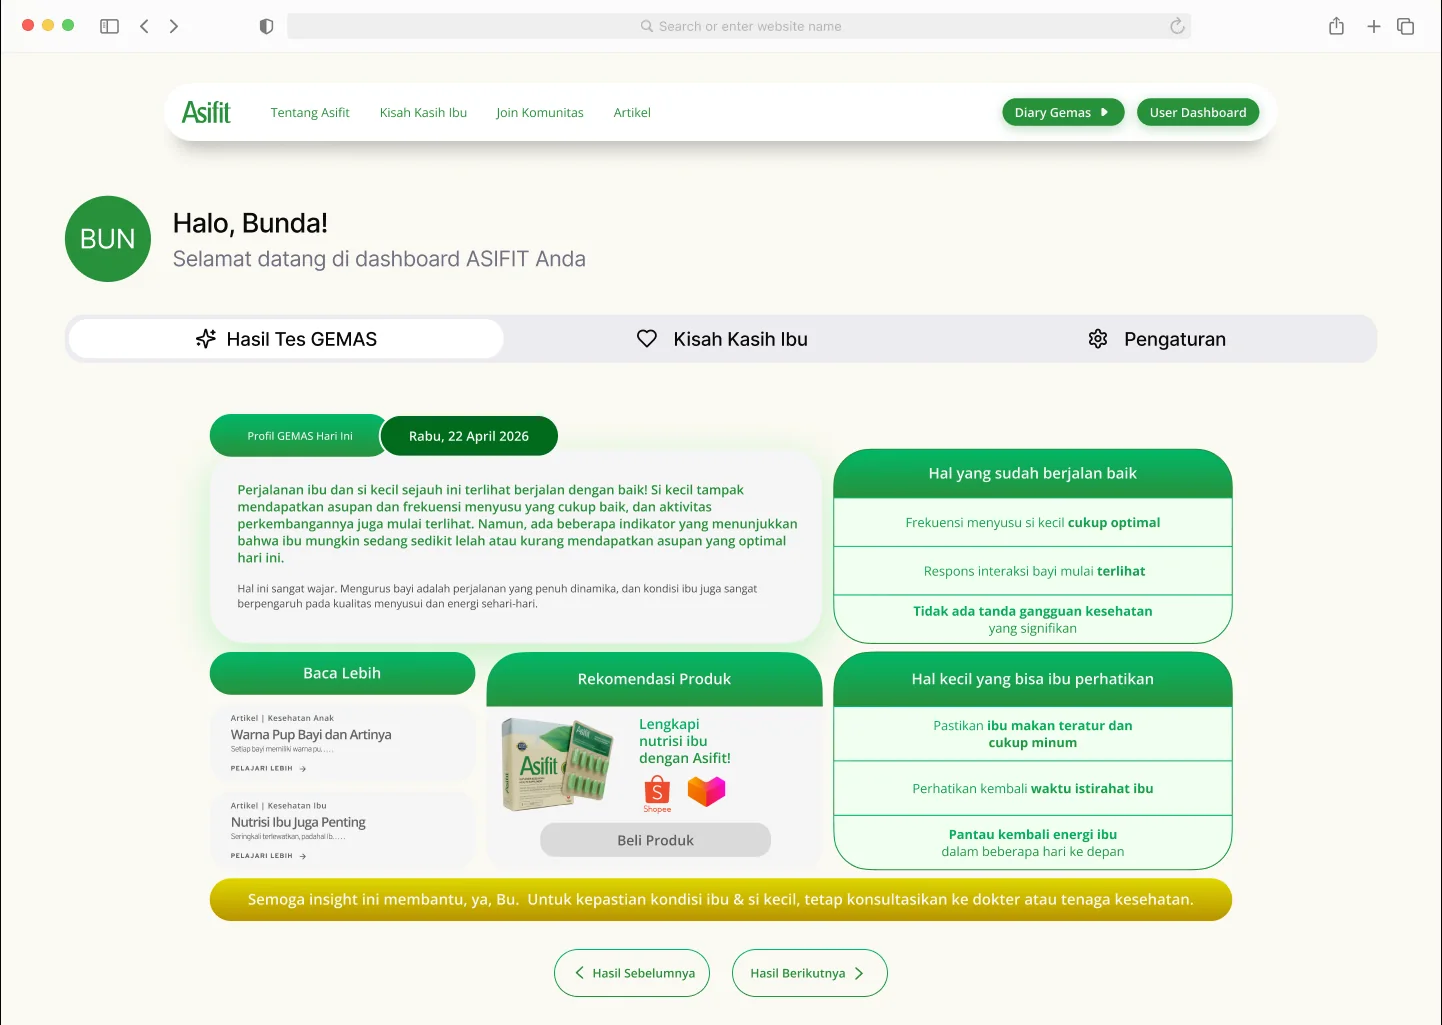 Search or enter website name
Asifit
Tentang Asifit
Kisah Kasih Ibu
Join Komunitas
Artikel
Diary Gemas
User Dashboard
BUN
Halo, Bunda!
Selamat datang di dashboard ASIFIT Anda
Hasil Tes GEMAS
Kisah Kasih Ibu
Pengaturan
Profil GEMAS Hari Ini
Rabu, 22 April 2026
Perjalanan ibu dan si kecil sejauh ini terlihat berjalan dengan baik! Si kecil tampak
mendapatkan asupan dan frekuensi menyusu yang cukup baik, dan aktivitas
perkembangannya juga mulai terlihat. Namun, ada beberapa indikator yang menunjukkan
bahwa ibu mungkin sedang sedikit lelah atau kurang mendapatkan asupan yang optimal
hari ini.
Hal ini sangat wajar. Mengurus bayi adalah perjalanan yang penuh dinamika, dan kondisi ibu juga sangat
berpengaruh pada kualitas menyusui dan energi sehari-hari.
Hal yang sudah berjalan baik
Frekuensi menyusu si kecil cukup optimal
Respons interaksi bayi mulai terlihat
Tidak ada tanda gangguan kesehatan
yang signifikan
Baca Lebih
Artikel | Kesehatan Anak
Warna Pup Bayi dan Artinya
Setiap bayi memiliki warna pu.....
PELAJARI LEBIH
Artikel | Kesehatan Ibu
Nutrisi Ibu Juga Penting
Seringkali terlewatkan, padahal ib.....
PELAJARI LEBIH
Rekomendasi Produk
Asifit
Asifit
Lengkapi
nutrisi ibu
dengan Asifit!
Shopee
Beli Produk
Hal kecil yang bisa ibu perhatikan
Pastikan ibu makan teratur dan
cukup minum
Perhatikan kembali waktu istirahat ibu
Pantau kembali energi ibu
dalam beberapa hari ke depan
Semoga insight ini membantu, ya, Bu.  Untuk kepastian kondisi ibu & si kecil, tetap konsultasikan ke dokter atau tenaga kesehatan.
Hasil Sebelumnya
Hasil Berikutnya